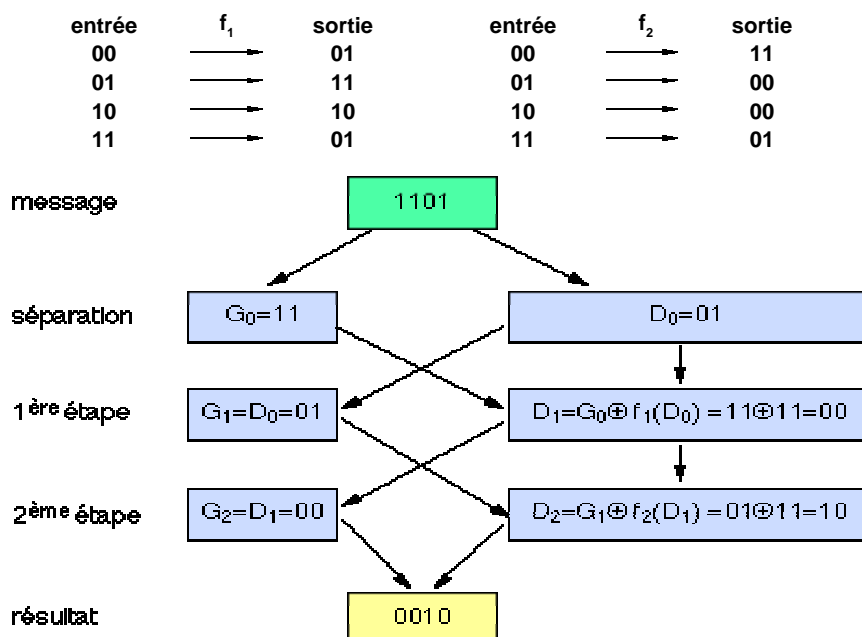 entrée f₁ sortie entrée f₂ sortie
00 01 00 11
01 11 01 00
10 10 10 00
11 01 11 01
message 1101
séparation G₀=11 D₀=01
1ère étape G₁=D₀=01 D₁=G₀⊕f₁(D₀) =11⊕11=00
2ème étape G₂=D₁=00 D₂=G₁⊕f₂(D₁) =01⊕11=10
résultat 0010